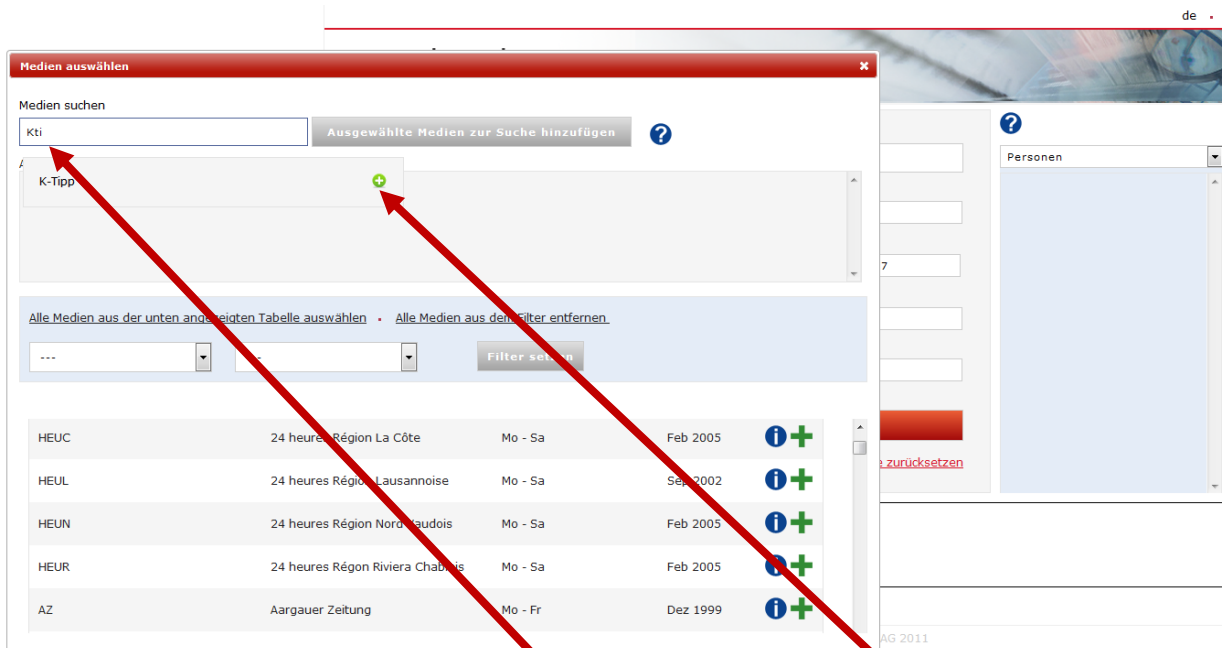 de
Medien auswählen
Medien suchen
Kti
Ausgewählte Medien zur Suche hinzufügen
K-Tipp
Personen
7
Alle Medien aus der unten angezeigten Tabelle auswählen
Alle Medien aus dem Filter entfernen
---
Filter setzen
HEUC 24 heures Région La Côte Mo - Sa Feb 2005
HEUL 24 heures Région Lausannoise Mo - Sa Sep 2002
zurücksetzen
HEUN 24 heures Région Nord Vaudois Mo - Sa Feb 2005
HEUR 24 heures Régon Riviera Chablais Mo - Sa Feb 2005
AZ Aargauer Zeitung Mo - Fr Dez 1999
AG 2011